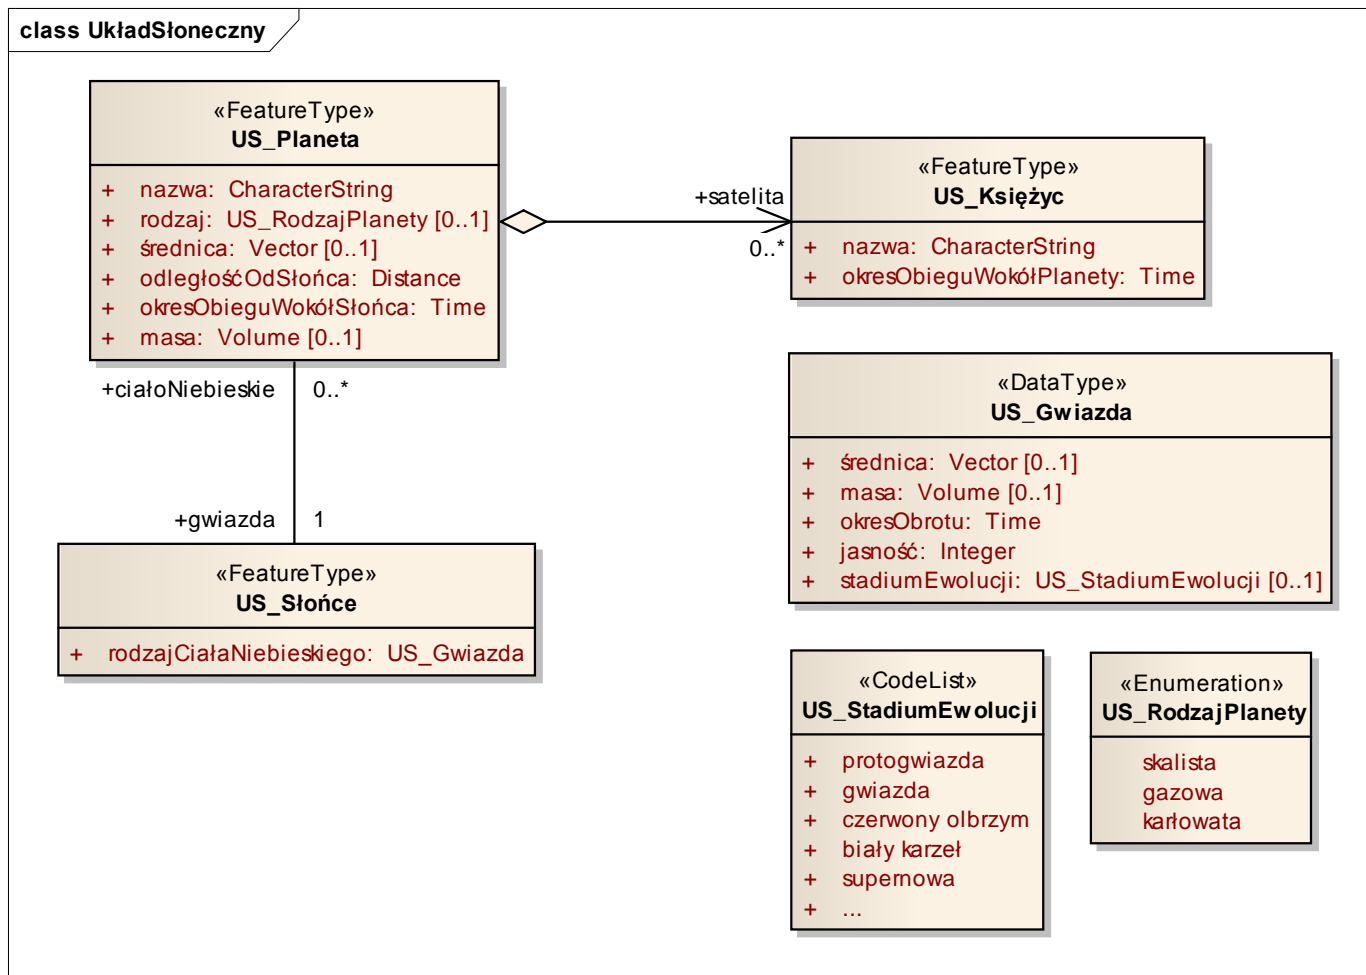 class UkładSłoneczny
«FeatureType»
US_Planeta
+ nazwa: CharacterString
+ rodzaj: US_RodzajPlanety [0..1]
+ średnica: Vector [0..1]
+ odległośćOdSłońca: Distance
+ okresObieguWokółSłońca: Time
+ masa: Volume [0..1]
+satelita
0..*
«FeatureType»
US_Księżyc
+ nazwa: CharacterString
+ okresObieguWokółPlanety: Time
+ciałoNiebieskie
0..*
+gwiazda
1
«FeatureType»
US_Słońce
+ rodzajCiałaNiebieskiego: US_Gwiazda
«DataType»
US_Gwiazda
+ średnica: Vector [0..1]
+ masa: Volume [0..1]
+ okresObrotu: Time
+ jasność: Integer
+ stadiumEwolucji: US_StadiumEwolucji [0..1]
«CodeList»
US_StadiumEwolucji
+ protogwiazda
+ gwiazda
+ czerwony olbrzym
+ biały karzeł
+ supernowa
+ ...
«Enumeration»
US_RodzajPlanety
skalista
gazowa
karłowata